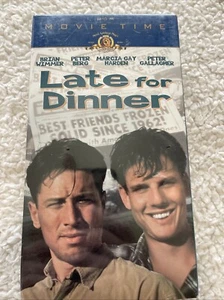 MOVIE TIME
BRIAN WIMMER
PETER BERG
MARCIA GAY HARDEN
PETER GALLAGHER
Late for
Dinner
BEST FRIENDS FROZEN
SOLID SINCE 1962!